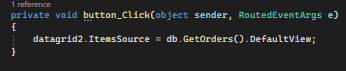 1 reference
private void button_Click(object sender, RoutedEventArgs e)
{
datagrid2.ItemsSource = db.GetOrders().DefaultView;
}